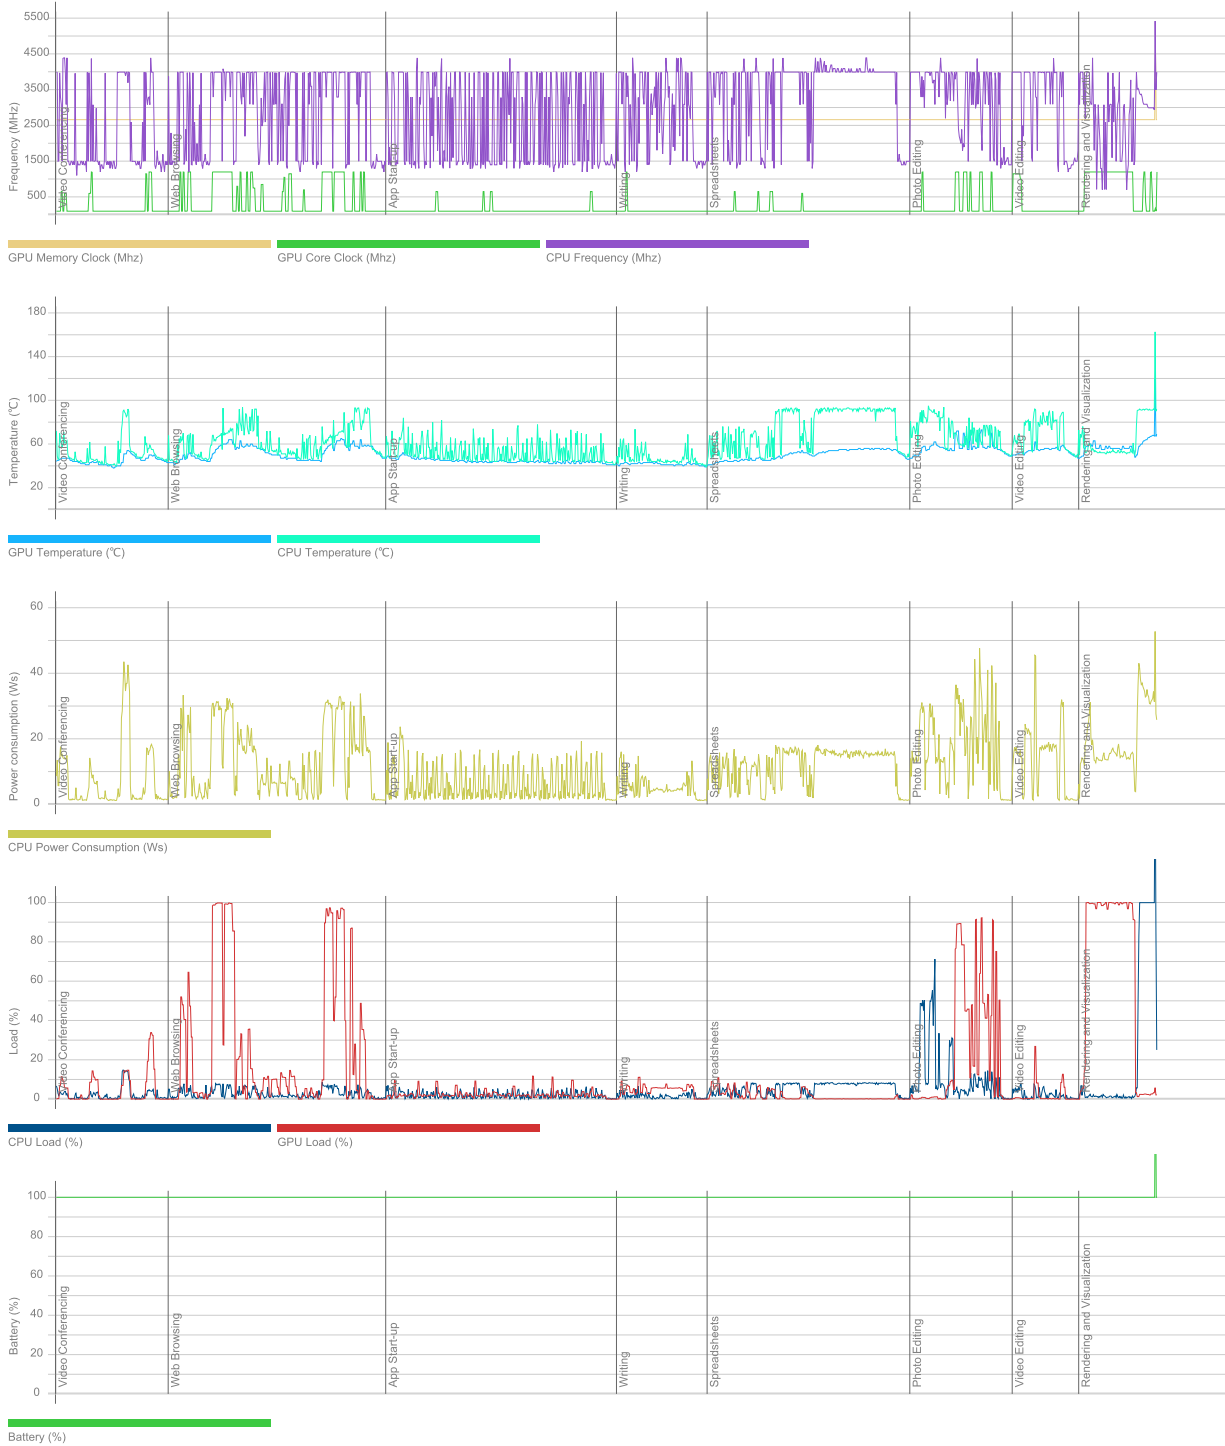 5500
4500
3500
2500
1500
500
Frequency (MHz)
Video Conferencing
Web Browsing
App Start-up
Writing
Spreadsheets
Photo Editing
Video Editing
Rendering and Visualization
GPU Memory Clock (Mhz)
GPU Core Clock (Mhz)
CPU Frequency (Mhz)
180
140
100
60
20
Temperature (°C)
Video Conferencing
Web Browsing
App Start-up
Writing
Spreadsheets
Photo Editing
Video Editing
Rendering and Visualization
GPU Temperature (°C)
CPU Temperature (°C)
60
40
20
0
Power consumption (Ws)
Video Conferencing
Web Browsing
App Start-up
Writing
Spreadsheets
Photo Editing
Video Editing
Rendering and Visualization
CPU Power Consumption (Ws)
100
80
60
40
20
0
Load (%)
Video Conferencing
Web Browsing
App Start-up
Writing
Spreadsheets
Photo Editing
Video Editing
Rendering and Visualization
CPU Load (%)
GPU Load (%)
100
80
60
40
20
0
Battery (%)
Video Conferencing
Web Browsing
App Start-up
Writing
Spreadsheets
Photo Editing
Video Editing
Rendering and Visualization
Battery (%)